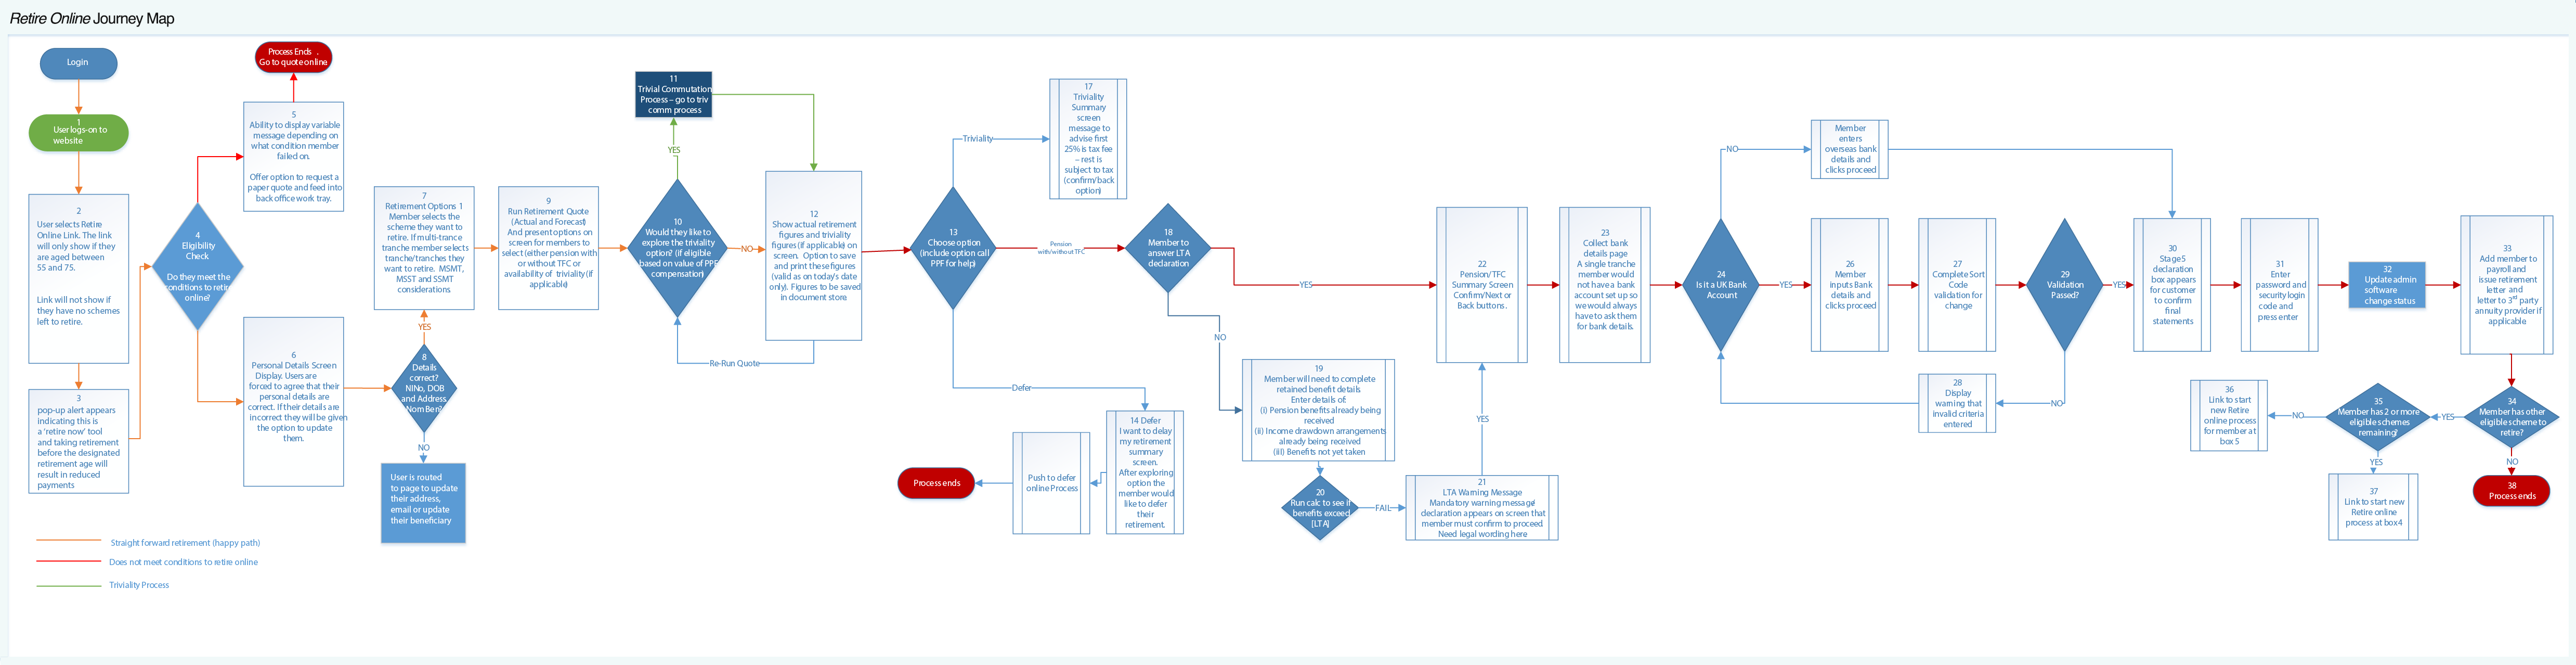 Retire Online Journey Map
Login
1
User logs-on to
website
2
User selects Retire
Online Link. The link
will only show if they
are aged between
55 and 75.
Link will not show if
they have no schemes
left to retire.
3
pop-up alert appears
indicating this is
a ‘retire now’ tool
and taking retirement
before the designated
retirement age will
result in reduced
payments
Process Ends .
Go to quote online
5
Ability to display variable
message depending on
what condition member
failed on.
Offer option to request a
paper quote and feed into
back office work tray.
4
Eligibility
Check
Do they meet the
conditions to retire
online?
6
Personal Details Screen
Display. Users are
forced to agree that their
personal details are
correct. If their details are
incorrect they will be given
the option to update
them.
7
Retirement Options 1
Member selects the
scheme they want to
retire. If multi-trance
tranche member selects
tranche/tranches they
want to retire. MSMT,
MSST and SSMT
considerations
YES
8
Details
correct?
NINo, DOB
and Address,
Nom Ben?
NO
User is routed
to page to update
their address,
email or update
their beneficiary
9
Run Retirement Quote
(Actual and Forecast)
And present options on
screen for members to
select (either pension with
or without TFC or
availability of triviality (if
applicable)
11
Trivial Commutation
Process – go to triv
comm process
YES
10
Would they like to
explore the triviality
option? (if eligible
based on value of PPF
compensation)
NO
12
Show actual retirement
figures and triviality
figures (if applicable) on
screen. Option to save
and print these figures
(valid as on today's date
only). Figures to be saved
in document store
Re-Run Quote
13
Choose option
(Include option call
PPF for help)
Triviality
17
Triviality
Summary
screen
message to
advise first
25% is tax fee
– rest is
subject to tax
(confirm/back
option)
Pension
with/without TFC
Defer
14 Defer
I want to delay
my retirement
summary
screen.
After exploring
option the
member would
like to defer
their
retirement.
Push to defer
online Process
Process ends
18
Member to
answer LTA
declaration
YES
NO
19
Member will need to complete
retained benefit details
Enter details of:
(i) Pension benefits already being
received
(ii) Income drawdown arrangements
already being received
(iii) Benefits not yet taken
20
Run calc to see if
benefits exceed
[LTA]
FAIL
21
LTA Warning Message
Mandatory warning message/
declaration appears on screen that
member must confirm to proceed.
Need legal wording here
YES
22
Pension/TFC
Summary Screen
Confirm/Next or
Back buttons.
23
Collect bank
details page
A single tranche
member would
not have a bank
account set up so
we would always
have to ask them
for bank details.
24
Is it a UK Bank
Account
NO
Member
enters
overseas bank
details and
clicks proceed
YES
26
Member
inputs Bank
details and
clicks proceed
27
Complete Sort
Code
validation for
change
28
Display
warning that
invalid criteria
entered
NO
29
Validation
Passed?
YES
30
Stage 5
declaration
box appears
for customer
to confirm
final
statements
31
Enter
password and
security login
code and
press enter
32
Update admin
software
change status
33
Add member to
payroll and
issue retirement
letter and
letter to 3rd party
annuity provider if
applicable
34
Member has other
eligible scheme to
retire?
YES
NO
38
Process ends
35
Member has 2 or more
eligible schemes
remaining?
NO
YES
36
Link to start
new Retire
online process
for member at
box 5
37
Link to start new
Retire online
process at box 4
Straight forward retirement (happy path)
Does not meet conditions to retire online
Triviality Process